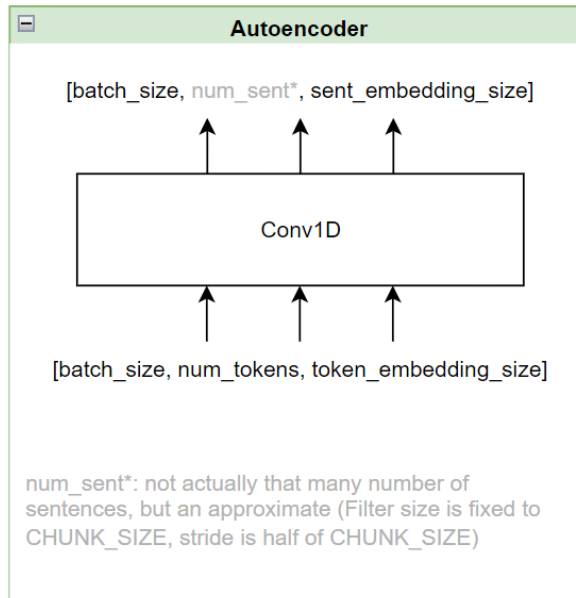 Autoencoder
[batch_size, num_sent*, sent_embedding_size]
Conv1D
[batch_size, num_tokens, token_embedding_size]
num_sent*: not actually that many number of
sentences, but an approximate (Filter size is fixed to
CHUNK_SIZE, stride is half of CHUNK_SIZE)